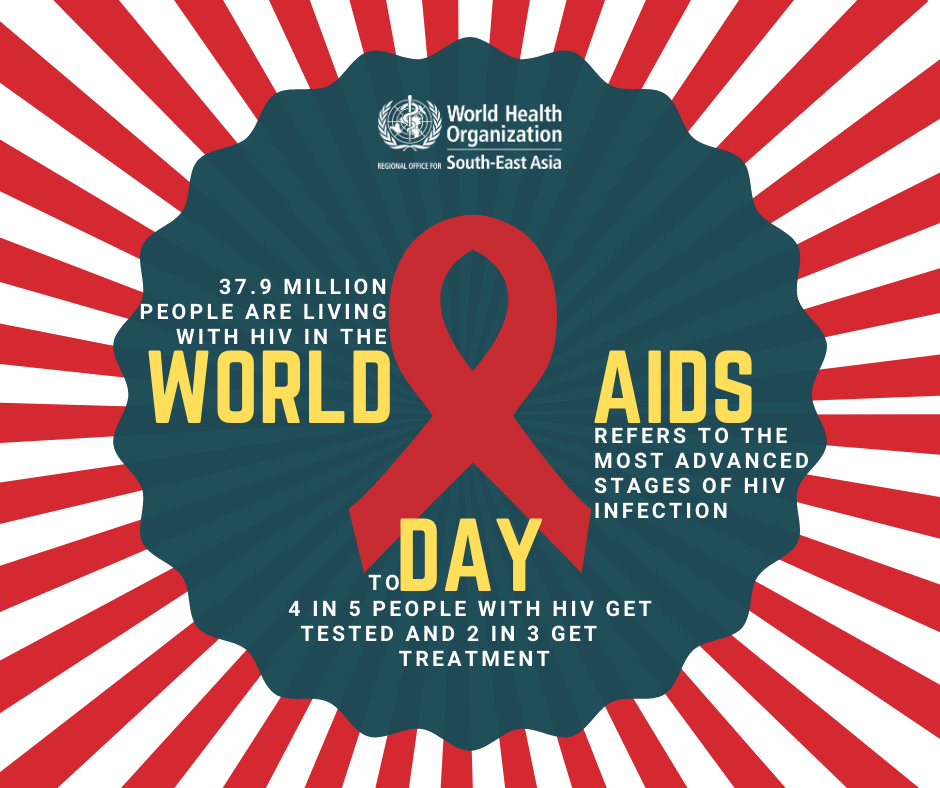 World Health
Organization
REGIONAL OFFICE FOR South-East Asia
37.9 MILLION
PEOPLE ARE LIVING
WITH HIV IN THE
WORLD
AIDS
REFERS TO THE
MOST ADVANCED
STAGES OF HIV
INFECTION
TODAY
4 IN 5 PEOPLE WITH HIV GET
TESTED AND 2 IN 3 GET
TREATMENT